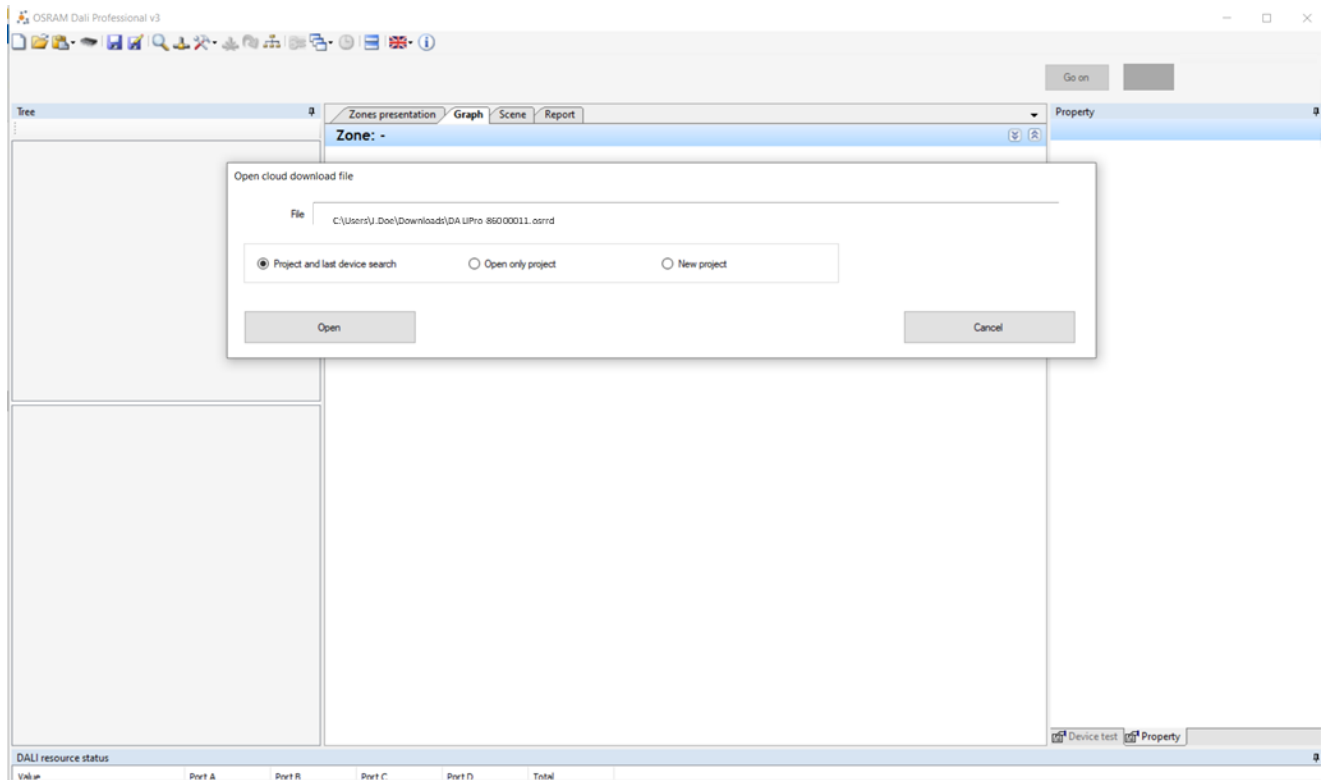 OSRAM Dali Professional v3
Go on
Tree
Zones presentation Graph Scene Report
Property
Zone: -
Open cloud download file
File C:\Users\J.Doe\Downloads\DALIPro 86000011.osrrd
Project and last device search Open only project New project
Open Cancel
Device test Property
DALI resource status
Value Port A Port B Port C Port D Total